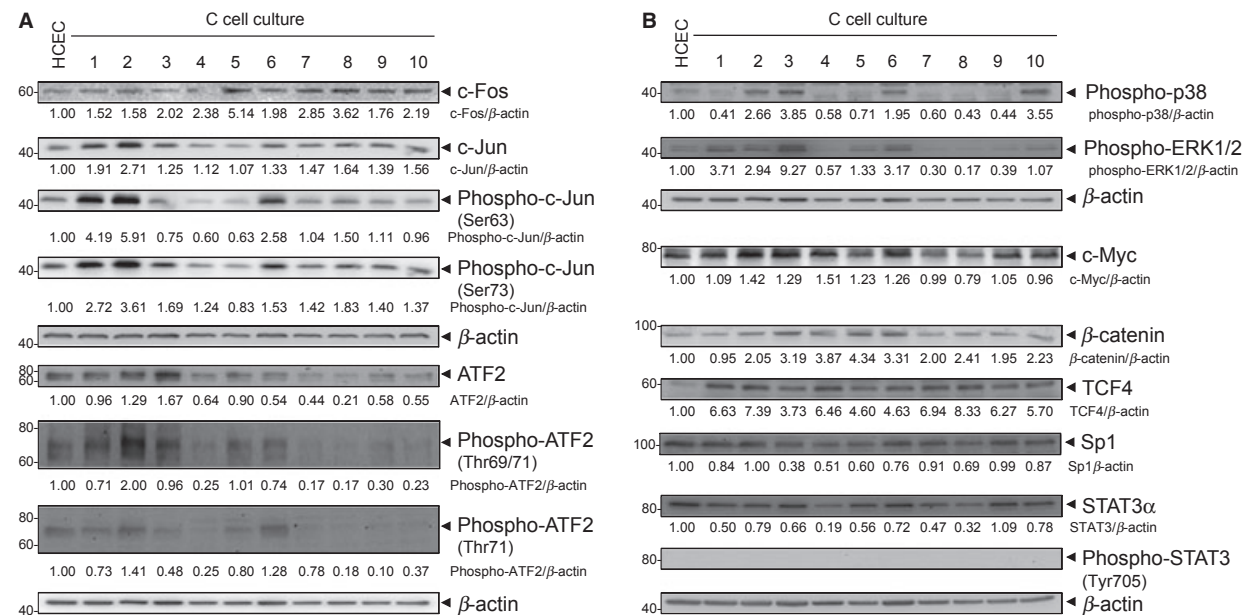 A
HCEC
C cell culture
1 2 3 4 5 6 7 8 9 10
60- c-Fos
1.00 1.52 1.58 2.02 2.38 5.14 1.98 2.85 3.62 1.76 2.19 c-Fos/β-actin
40- c-Jun
1.00 1.91 2.71 1.25 1.12 1.07 1.33 1.47 1.64 1.39 1.56 c-Jun/β-actin
40- Phospho-c-Jun
(Ser63)
1.00 4.19 5.91 0.75 0.60 0.63 2.58 1.04 1.50 1.11 0.96 Phospho-c-Jun/β-actin
40- Phospho-c-Jun
(Ser73)
1.00 2.72 3.61 1.69 1.24 0.83 1.53 1.42 1.83 1.40 1.37 Phospho-c-Jun/β-actin
40- β-actin
80- ATF2
60-
1.00 0.96 1.29 1.67 0.64 0.90 0.54 0.44 0.21 0.58 0.55 ATF2/β-actin
80-
Phospho-ATF2
60- (Thr69/71)
1.00 0.71 2.00 0.96 0.25 1.01 0.74 0.17 0.17 0.30 0.23 Phospho-ATF2/β-actin
80- Phospho-ATF2
60- (Thr71)
1.00 0.73 1.41 0.48 0.25 0.80 1.28 0.78 0.18 0.10 0.37 Phospho-ATF2/β-actin
40- β-actin
B
HCEC
C cell culture
1 2 3 4 5 6 7 8 9 10
40- Phospho-p38
1.00 0.41 2.66 3.85 0.58 0.71 1.95 0.60 0.43 0.44 3.55 phospho-p38/β-actin
40- Phospho-ERK1/2
1.00 3.71 2.94 9.27 0.57 1.33 3.17 0.30 0.17 0.39 1.07 phospho-ERK1/2/β-actin
40- β-actin
80- c-Myc
1.00 1.09 1.42 1.29 1.51 1.23 1.26 0.99 0.79 1.05 0.96 c-Myc/β-actin
100- β-catenin
1.00 0.95 2.05 3.19 3.87 4.34 3.31 2.00 2.41 1.95 2.23 β-catenin/β-actin
60- TCF4
1.00 6.63 7.39 3.73 6.46 4.60 4.63 6.94 8.33 6.27 5.70 TCF4/β-actin
100- Sp1
1.00 0.84 1.00 0.38 0.51 0.60 0.76 0.91 0.69 0.99 0.87 Sp1β-actin
80- STAT3α
1.00 0.50 0.79 0.66 0.19 0.56 0.72 0.47 0.32 1.09 0.78 STAT3/β-actin
80- Phospho-STAT3
(Tyr705)
40- β-actin